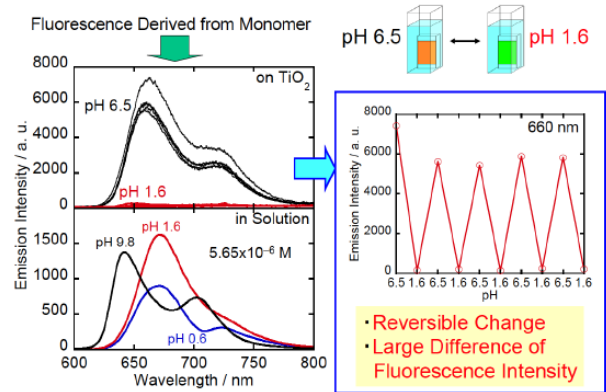 Fluorescence Derived from Monomer
pH 6.5
pH 1.6
on TiO₂
pH 6.5
pH 1.6
Emission Intensity / a. u.
8000
6000
4000
2000
0
in Solution
5.65x10⁻⁶ M
pH 9.8
pH 1.6
pH 0.6
1500
1000
500
0
600
650
700
750
800
Wavelength / nm
660 nm
Emission Intensity / a. u.
8000
6000
4000
2000
0
6.5 1.6 6.5 1.6 6.5 1.6 6.5 1.6 6.5 1.6
pH
・Reversible Change
・Large Difference of
Fluorescence Intensity